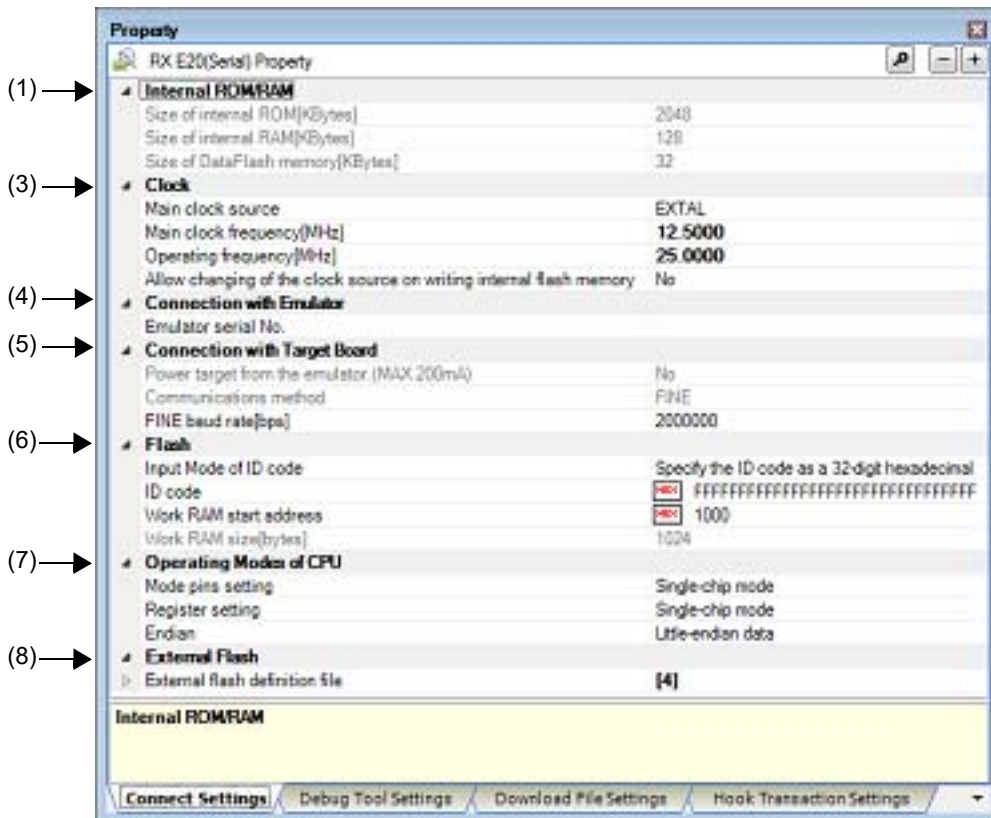 Property
RX E20(Serial) Property
(1) Internal ROM/RAM
Size of internal ROM[KBytes] 2048
Size of internal RAM[KBytes] 128
Size of DataFlash memory[KBytes] 32
(3) Clock
Main clock source EXTAL
Main clock frequency[MHz] 12.5000
Operating frequency[MHz] 25.0000
Allow changing of the clock source on writing internal flash memory No
(4) Connection with Emulator
Emulator serial No.
(5) Connection with Target Board
Power target from the emulator.(MAX 200mA) No
Communications method FINE
FINE baud rate[bps] 2000000
(6) Flash
Input Mode of ID code Specify the ID code as a 32-digit hexadecimal
ID code HEX FFFFFFFFFFFFFFFFFFFFFFFFFFFFFFFF
Work RAM start address HEX 1000
Work RAM size[bytes] 1024
(7) Operating Modes of CPU
Mode pins setting Single-chip mode
Register setting Single-chip mode
Endian Little-endian data
(8) External Flash
External flash definition file [4]
Internal ROM/RAM
Connect Settings Debug Tool Settings Download File Settings Hook Transaction Settings